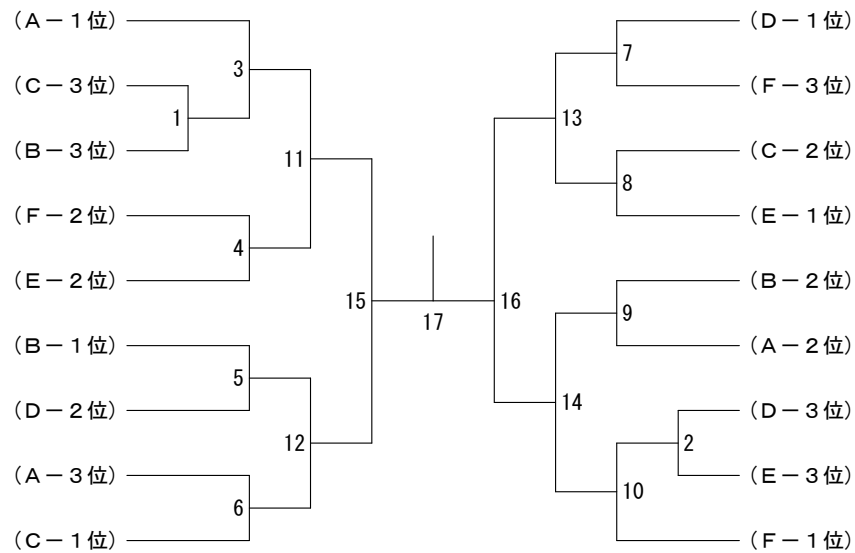 （Ａ－１位）
（Ｃ－３位）
（Ｂ－３位）
（Ｆ－２位）
（Ｅ－２位）
（Ｂ－１位）
（Ｄ－２位）
（Ａ－３位）
（Ｃ－１位）
1
3
4
5
6
11
12
15
17
16
13
14
7
8
9
10
2
（Ｄ－１位）
（Ｆ－３位）
（Ｃ－２位）
（Ｅ－１位）
（Ｂ－２位）
（Ａ－２位）
（Ｄ－３位）
（Ｅ－３位）
（Ｆ－１位）